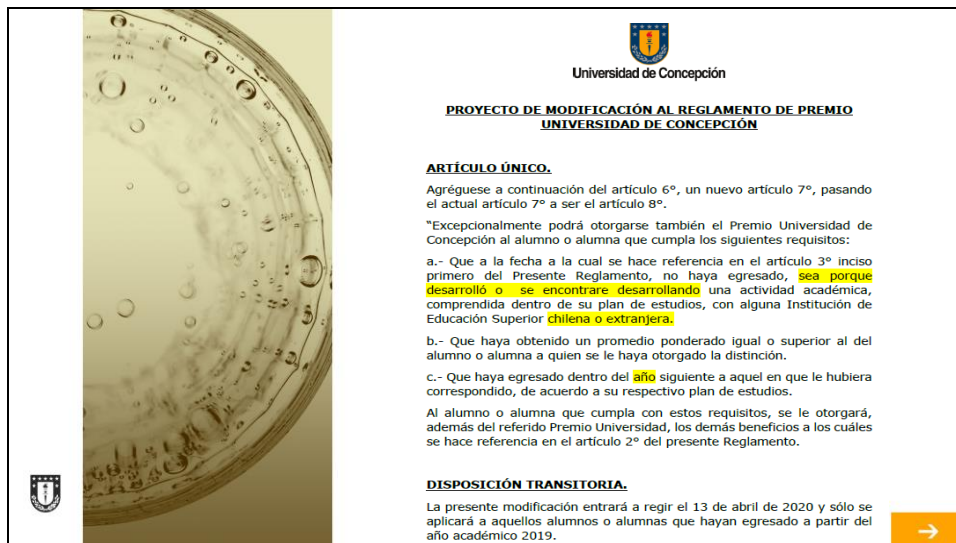 Universidad de Concepción
PROYECTO DE MODIFICACIÓN AL REGLAMENTO DE PREMIO
UNIVERSIDAD DE CONCEPCIÓN
ARTÍCULO ÚNICO.
Agréguese a continuación del artículo 6°, un nuevo artículo 7°, pasando
el actual artículo 7° a ser el artículo 8°.
“Excepcionalmente podrá otorgarse también el Premio Universidad de
Concepción al alumno o alumna que cumpla los siguientes requisitos:
a.- Que a la fecha a la cual se hace referencia en el artículo 3° inciso
primero del Presente Reglamento, no haya egresado, sea porque
desarrolló o se encontrare desarrollando una actividad académica,
comprendida dentro de su plan de estudios, con alguna Institución de
Educación Superior chilena o extranjera.
b.- Que haya obtenido un promedio ponderado igual o superior al del
alumno o alumna a quien se le haya otorgado la distinción.
c.- Que haya egresado dentro del año siguiente a aquel en que le hubiera
correspondido, de acuerdo a su respectivo plan de estudios.
Al alumno o alumna que cumpla con estos requisitos, se le otorgará,
además del referido Premio Universidad, los demás beneficios a los cuáles
se hace referencia en el artículo 2° del presente Reglamento.
DISPOSICIÓN TRANSITORIA.
La presente modificación entrará a regir el 13 de abril de 2020 y sólo se
aplicará a aquellos alumnos o alumnas que hayan egresado a partir del
año académico 2019.